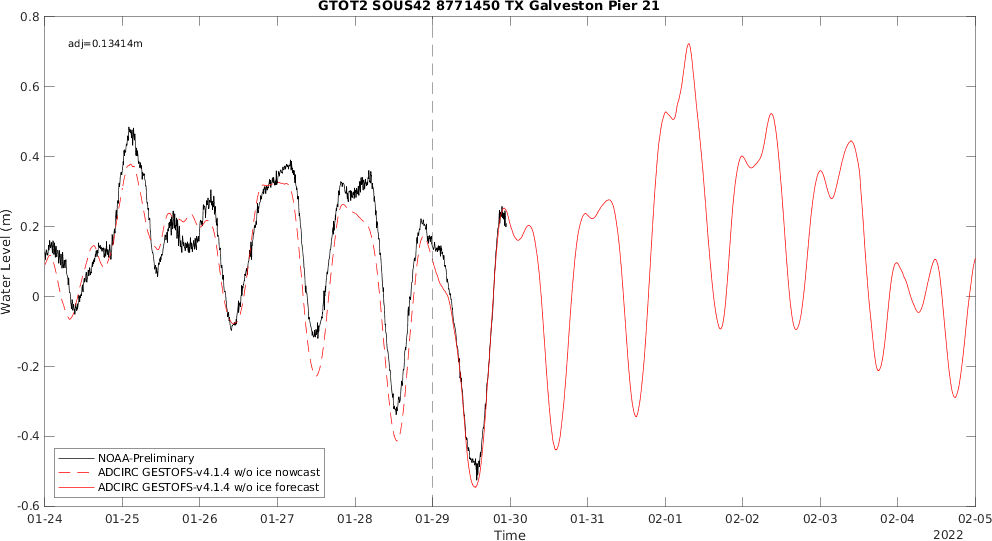 GTOT2 SOUS42 8771450 TX Galveston Pier 21
adj=0.13414m
0.8
0.6
0.4
0.2
0
-0.2
-0.4
-0.6
Water Level (m)
NOAA-Preliminary
ADCIRC GESTOFS-v4.1.4 w/o ice nowcast
ADCIRC GESTOFS-v4.1.4 w/o ice forecast
01-24 01-25 01-26 01-27 01-28 01-29 01-30 01-31 02-01 02-02 02-03 02-04 02-05
Time
2022